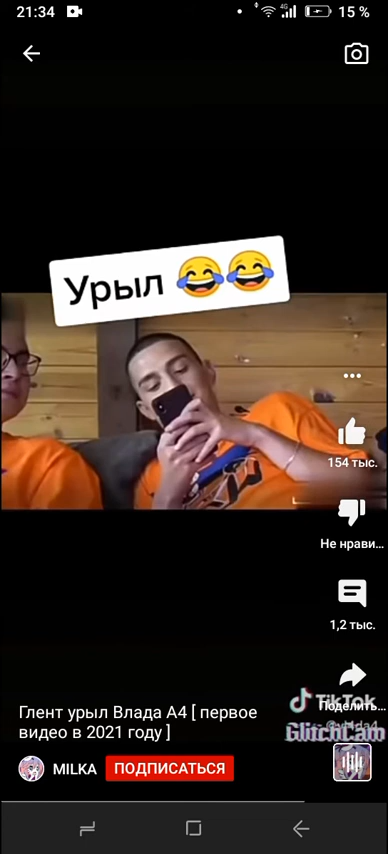 21:34
4G
15 %
Урыл 😂😂
154 тыс.
Не нрави…
1,2 тыс.
Поделить…
TikTok
GlitchCam
Глент урыл Влада А4 [ первое
видео в 2021 году ]
MILKA
ПОДПИСАТЬСЯ